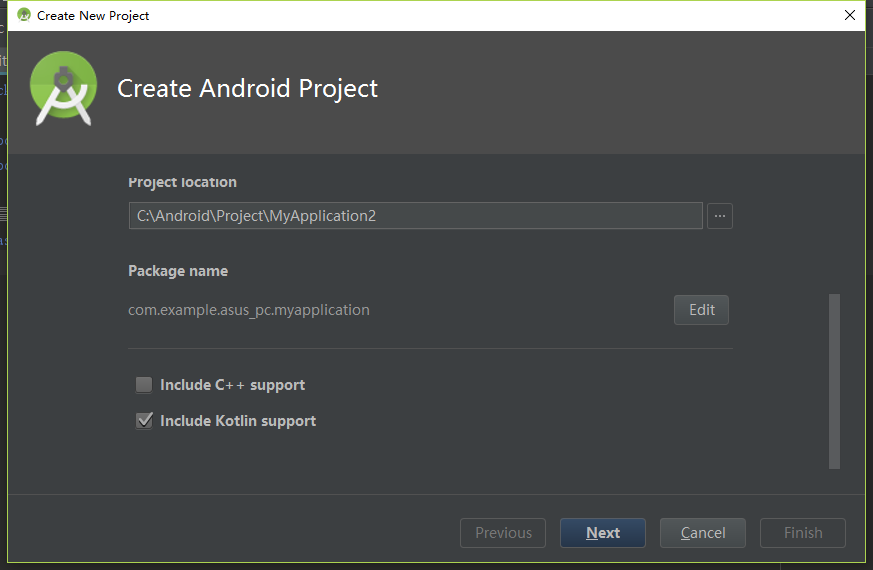 Create New Project
Create Android Project
Project location
C:\Android\Project\MyApplication2
...
Package name
com.example.asus_pc.myapplication
Edit
Include C++ support
Include Kotlin support
Previous
Next
Cancel
Finish